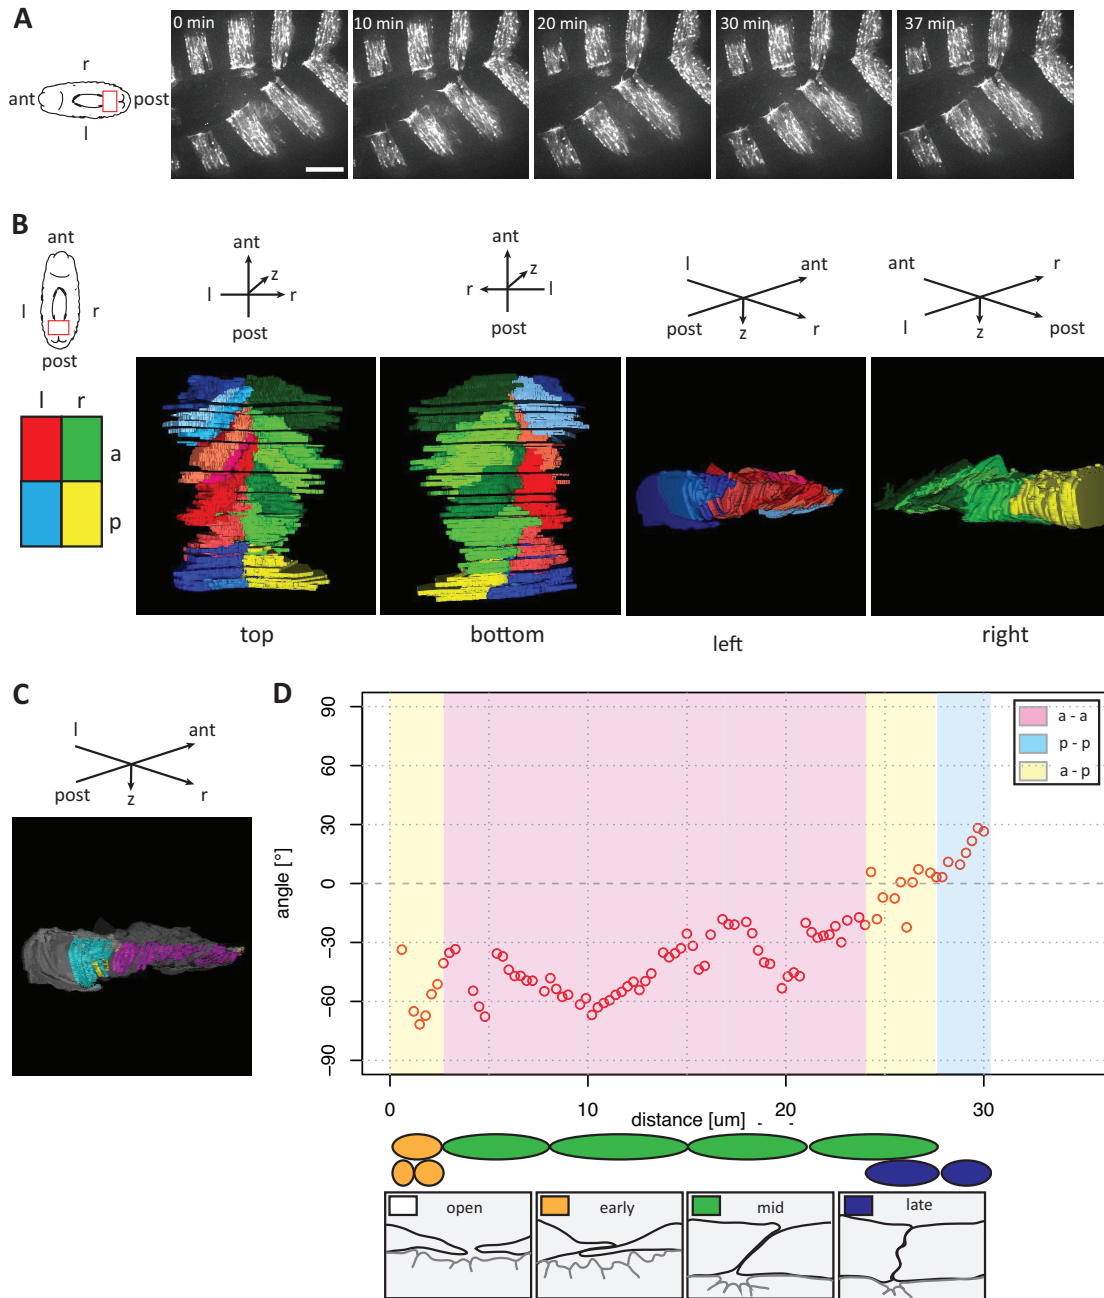 A
r
ant
post
l
0 min
10 min
20 min
30 min
37 min
B
ant
l
r
post
l r
a
p
ant
z
l
r
post
ant
z
r
l
post
l
ant
post
z
r
ant
r
l
z
post
top
bottom
left
right
C
l
ant
post
z
r
D
angle [°]
90
60
30
0
−30
−60
−90
a - a
p - p
a - p
0
10
20
30
distance [um]
open
early
mid
late